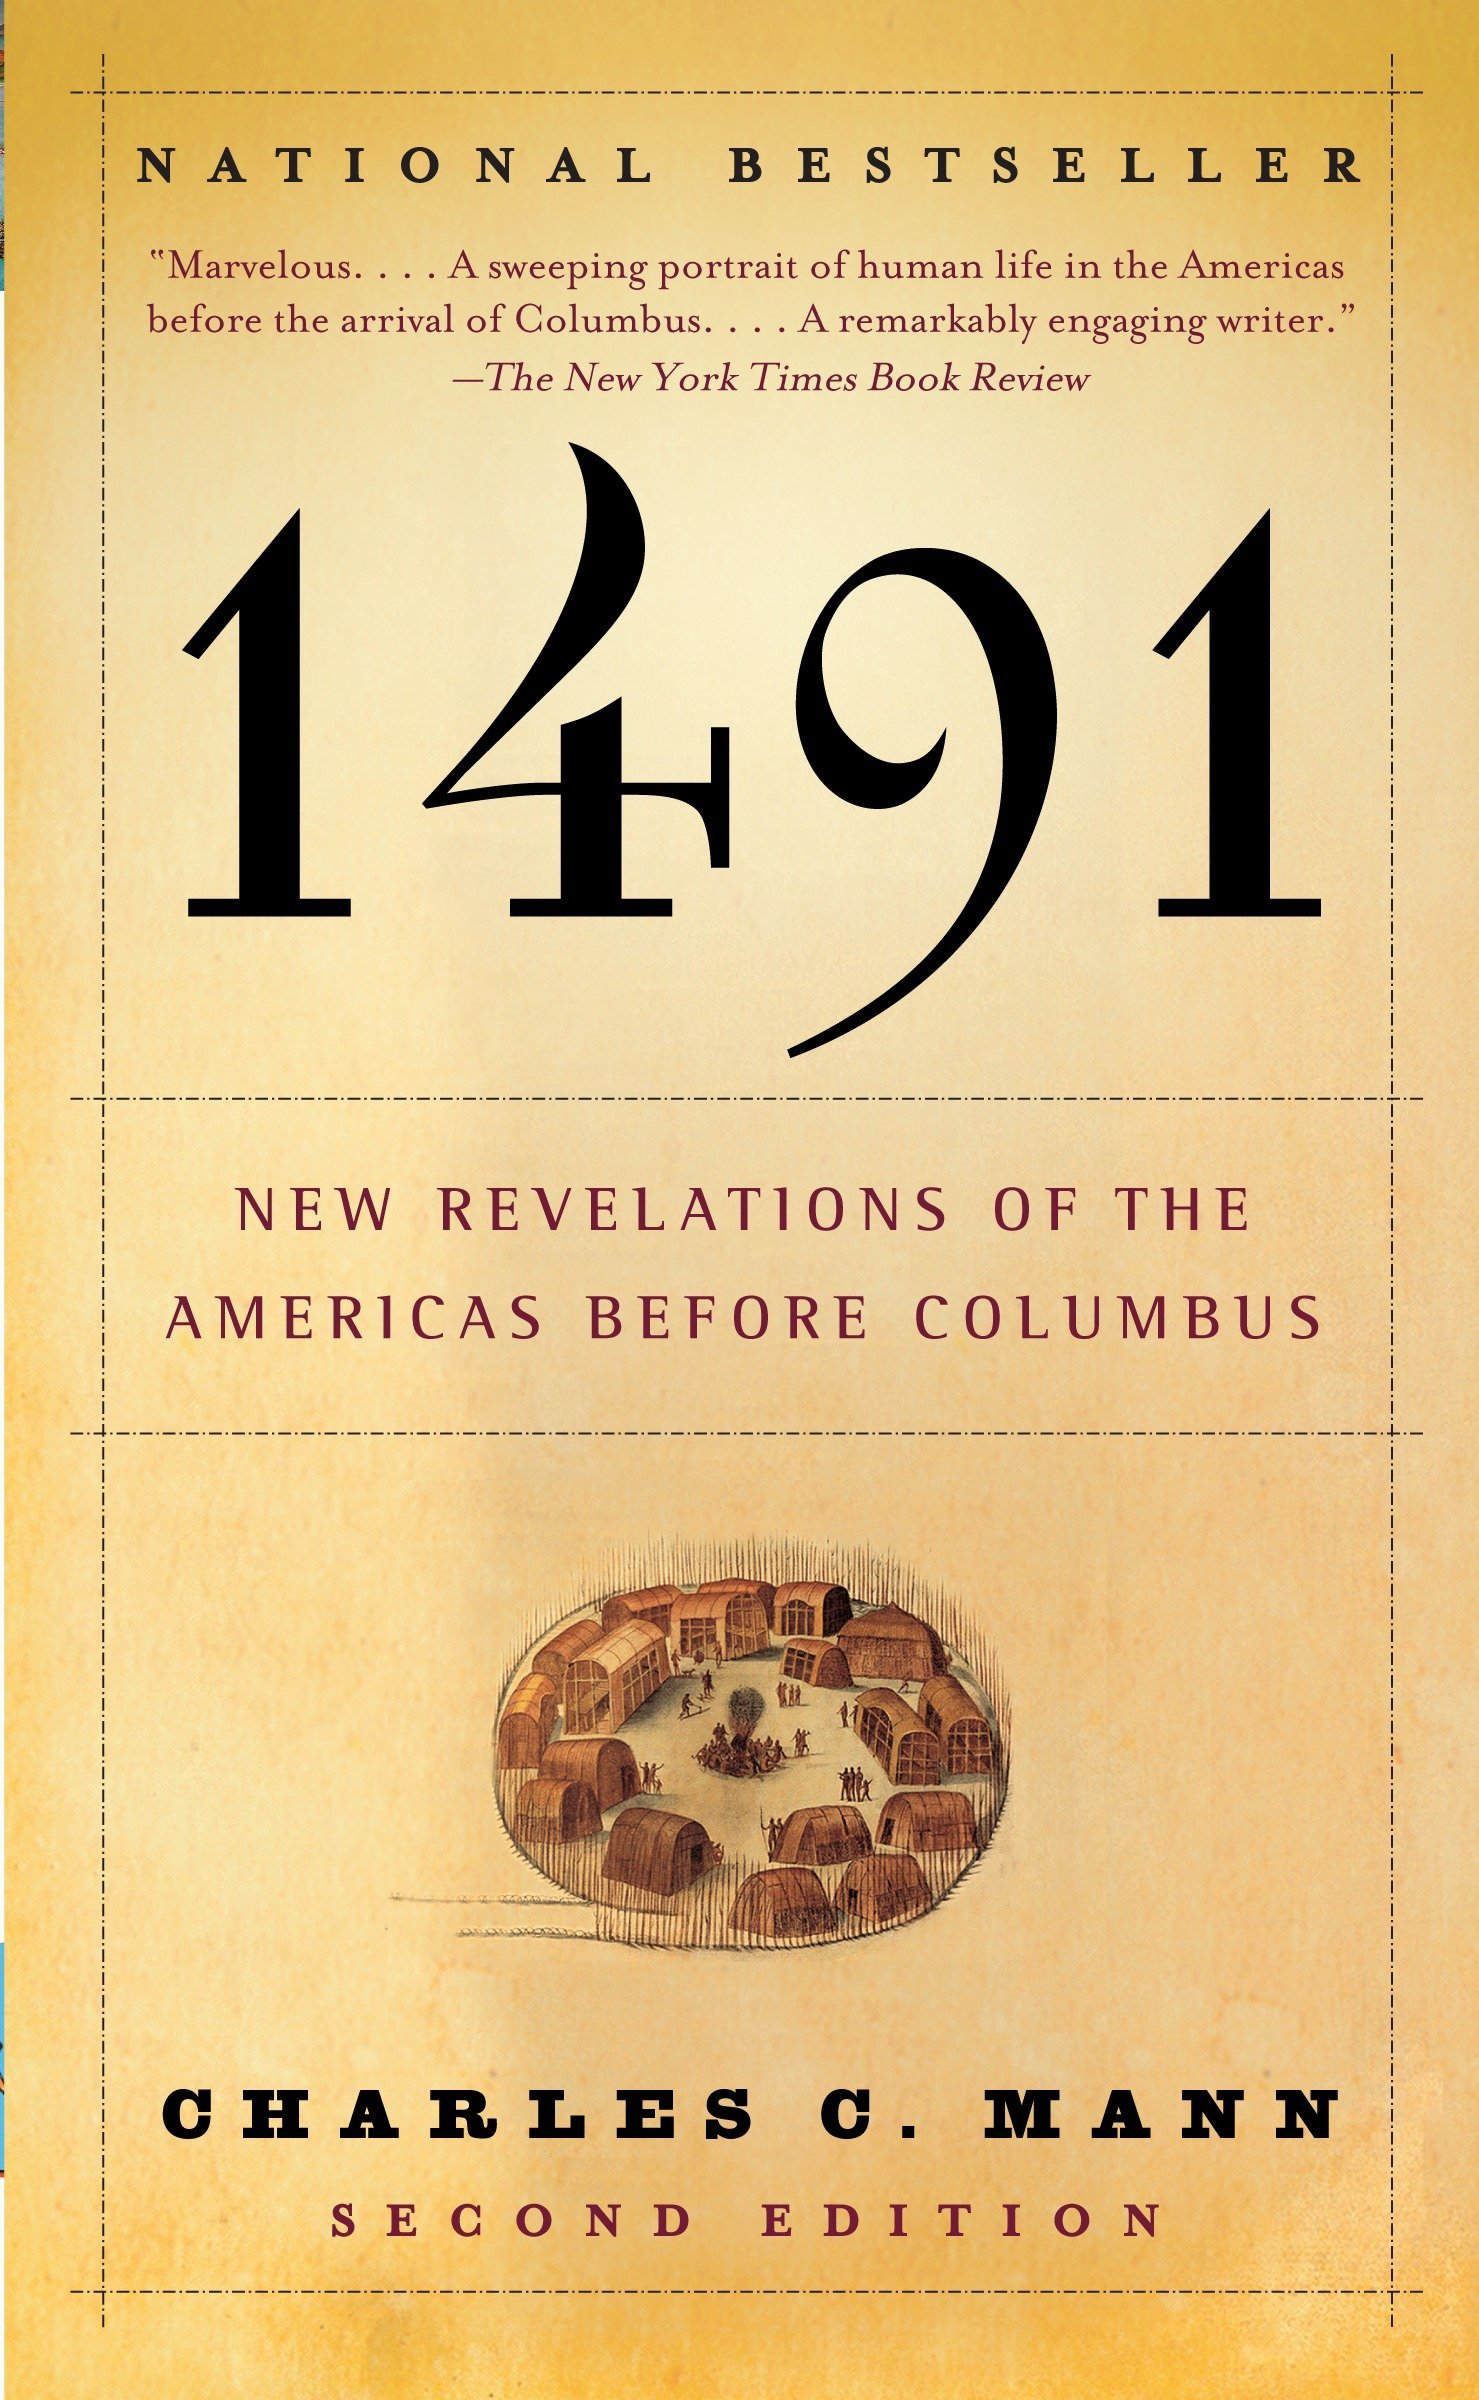 NATIONAL BESTSELLER
“Marvelous. . . . A sweeping portrait of human life in the Americas
before the arrival of Columbus. . . . A remarkably engaging writer.”
—The New York Times Book Review
1491
NEW REVELATIONS OF THE
AMERICAS BEFORE COLUMBUS
CHARLES C. MANN
SECOND EDITION